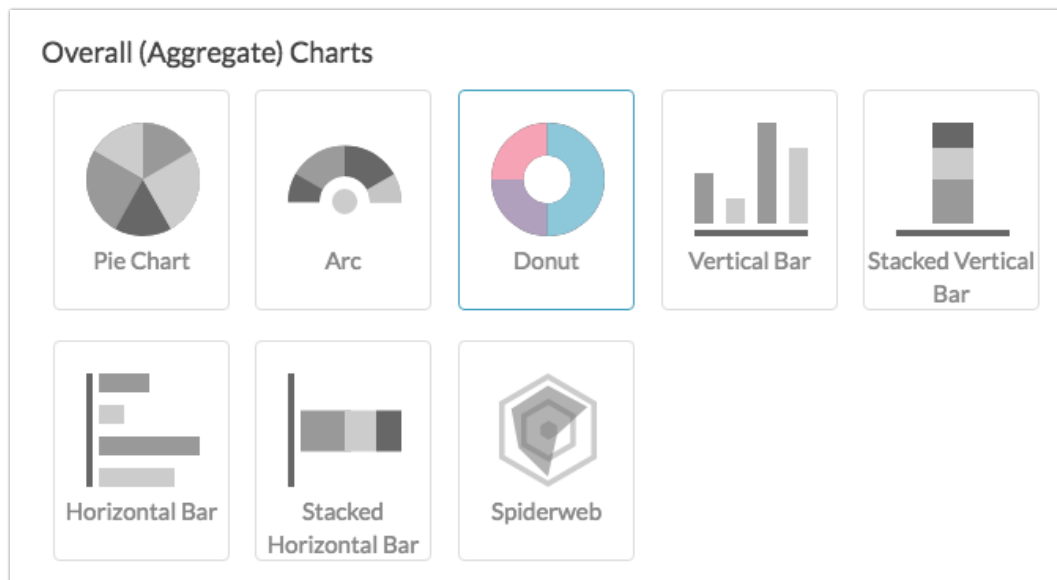 Overall (Aggregate) Charts
Pie Chart
Arc
Donut
Vertical Bar
Stacked Vertical
Bar
Horizontal Bar
Stacked
Horizontal Bar
Spiderweb